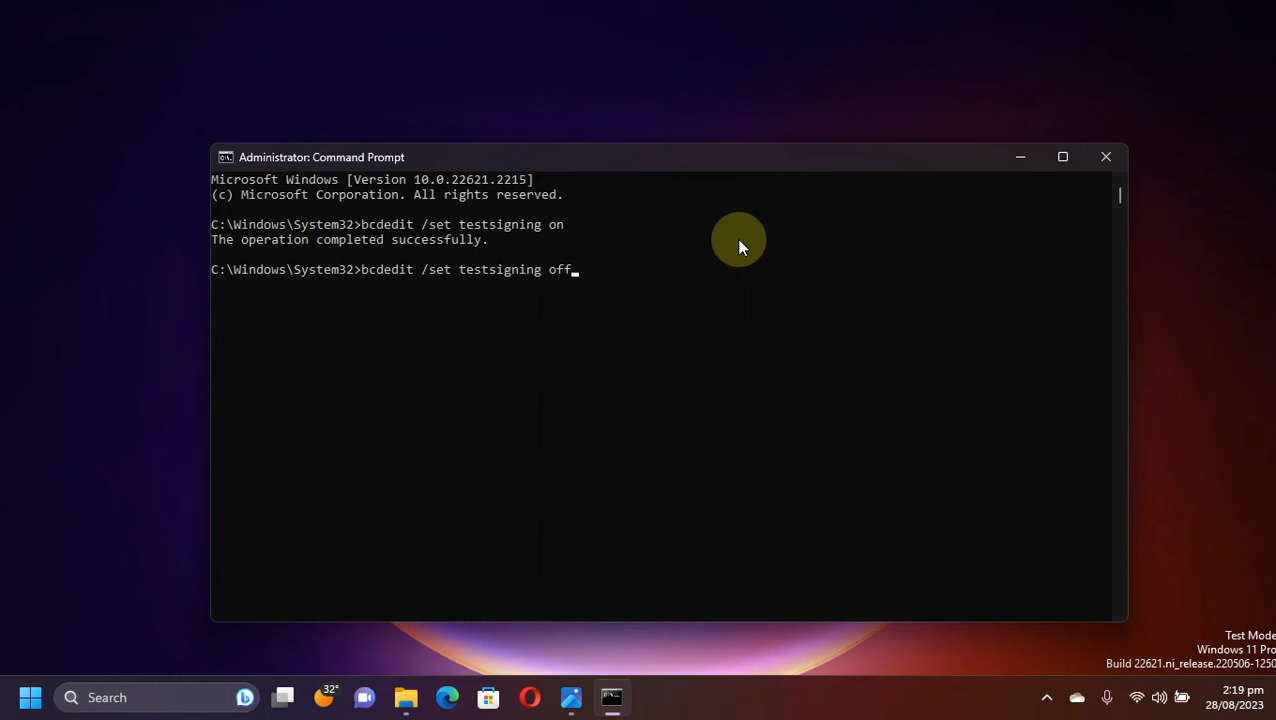 Administrator: Command Prompt
Microsoft Windows [Version 10.0.22621.2215]
(c) Microsoft Corporation. All rights reserved.
C:\Windows\System32>bcdedit /set testsigning on
The operation completed successfully.
C:\Windows\System32>bcdedit /set testsigning off_
Test Mode
Windows 11 Pro
Build 22621.ni_release.220506-1250
Search
32°
2:19 pm
28/08/2023